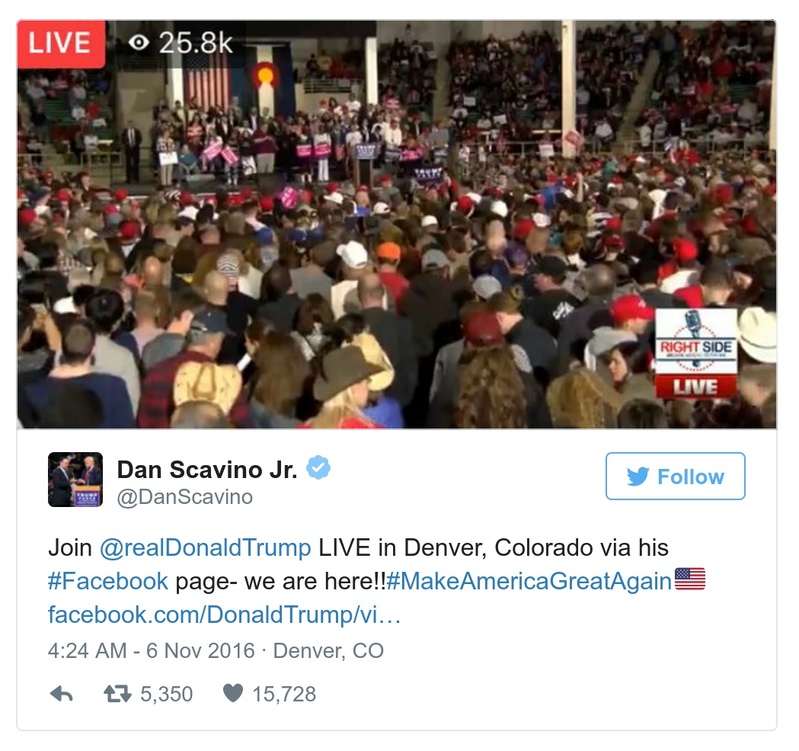 LIVE 25.8k
TRUMP
TRUMP
RIGHT SIDE
LIVE
Dan Scavino Jr.
@DanScavino
Follow
Join @realDonaldTrump LIVE in Denver, Colorado via his
#Facebook page- we are here!!#MakeAmericaGreatAgain🇺🇸
facebook.com/DonaldTrump/vi…
4:24 AM - 6 Nov 2016 · Denver, CO
5,350 15,728